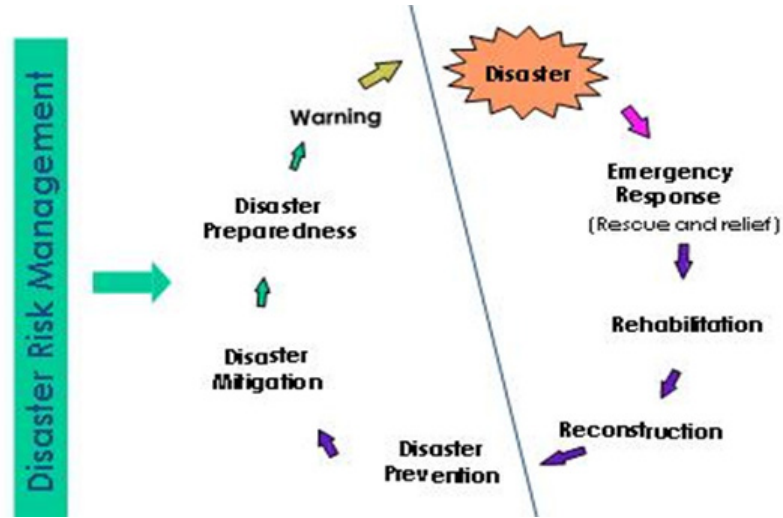 Disaster Risk Management
Disaster
Warning
Emergency
Response
(Rescue and relief)
Disaster
Preparedness
Rehabilitation
Disaster
Mitigation
Reconstruction
Disaster
Prevention